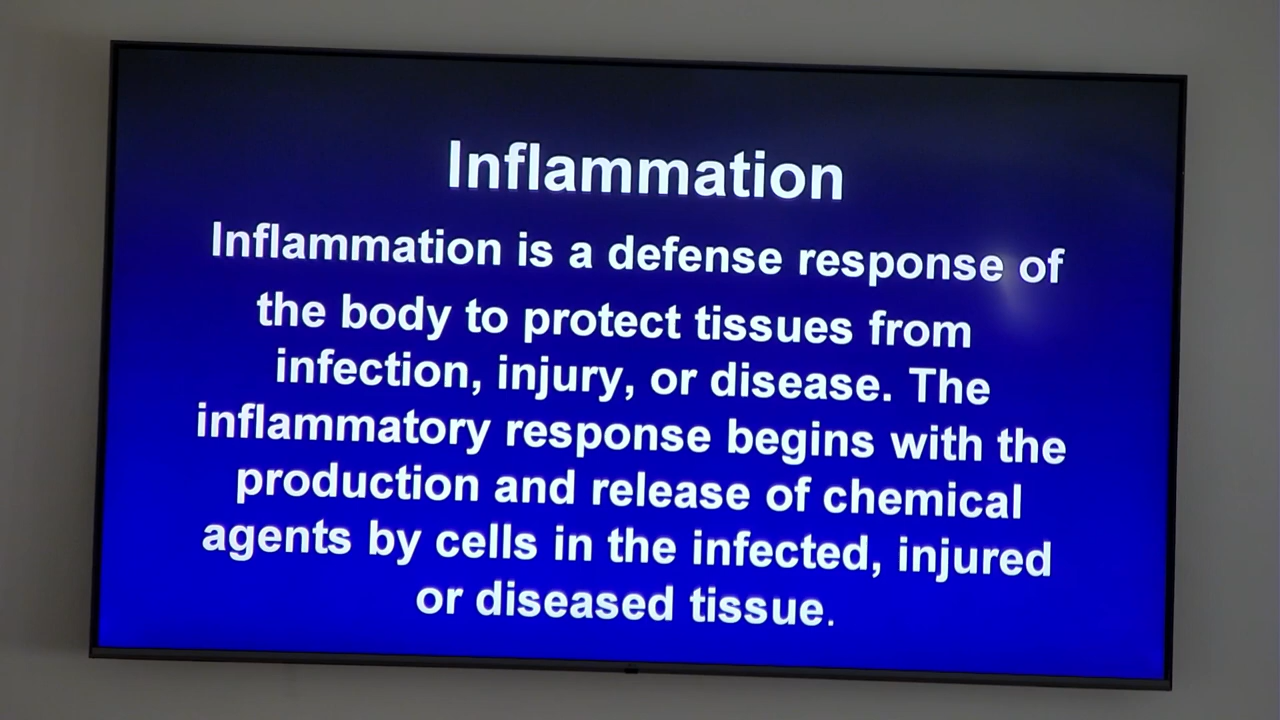 Inflammation
Inflammation is a defense response of
the body to protect tissues from
infection, injury, or disease. The
inflammatory response begins with the
production and release of chemical
agents by cells in the infected, injured
or diseased tissue.